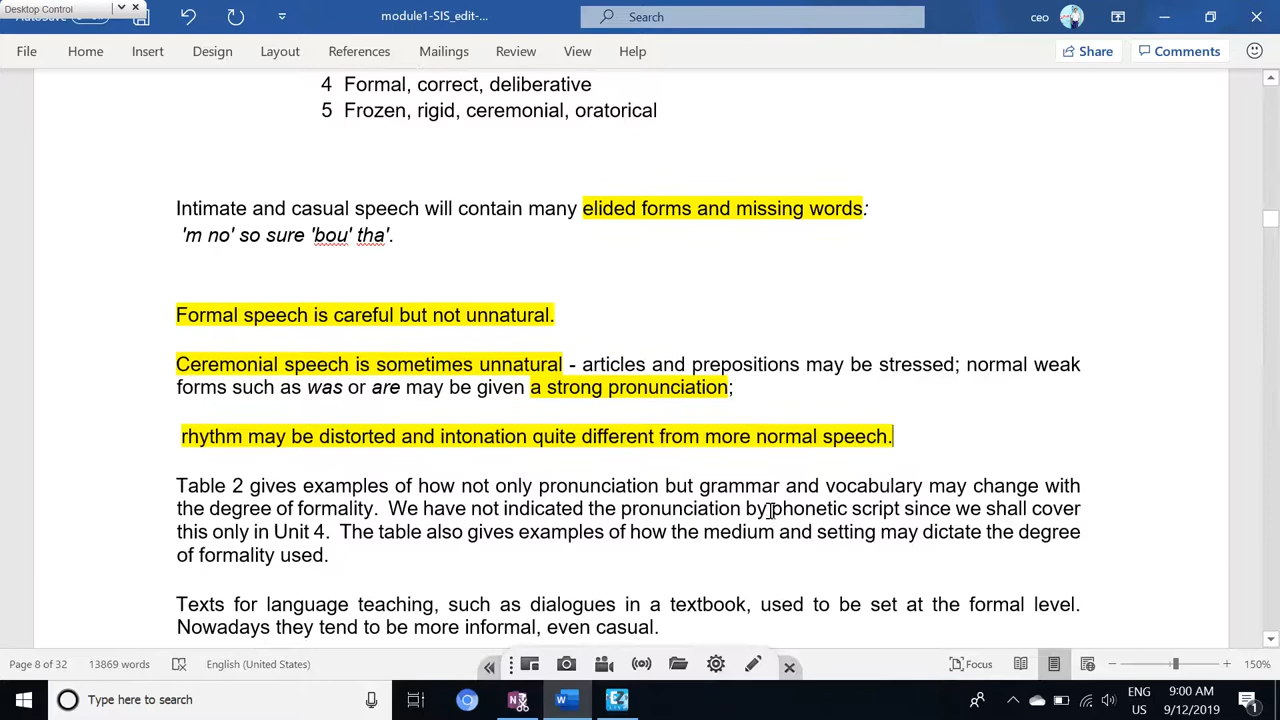 Desktop Control
module1-SIS_edit-...
Search
ceo
File Home Insert Design Layout References Mailings Review View Help
Share Comments
4 Formal, correct, deliberative
5 Frozen, rigid, ceremonial, oratorical
Intimate and casual speech will contain many elided forms and missing words:
'm no' so sure 'bou' tha'.
Formal speech is careful but not unnatural.
Ceremonial speech is sometimes unnatural - articles and prepositions may be stressed; normal weak
forms such as was or are may be given a strong pronunciation;
rhythm may be distorted and intonation quite different from more normal speech.
Table 2 gives examples of how not only pronunciation but grammar and vocabulary may change with
the degree of formality. We have not indicated the pronunciation by phonetic script since we shall cover
this only in Unit 4. The table also gives examples of how the medium and setting may dictate the degree
of formality used.
Texts for language teaching, such as dialogues in a textbook, used to be set at the formal level.
Nowadays they tend to be more informal, even casual.
Page 8 of 32 13869 words English (United States) Focus 150%
Type here to search
ENG 9:00 AM
US 9/12/2019
1